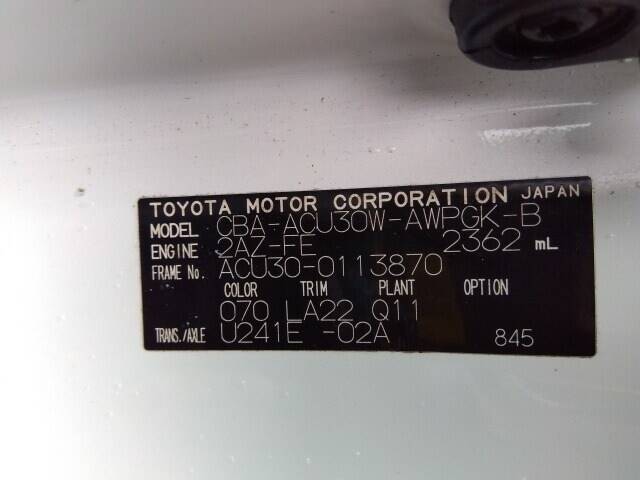 TOYOTA MOTOR CORPORATION JAPAN
MODEL CBA-ACU30W-AWPGK-B
ENGINE 2AZ-FE 2362 mL
FRAME No. ACU30-0113870
COLOR TRIM PLANT OPTION
070 LA22 Q11
TRANS./AXLE U241E -02A 845